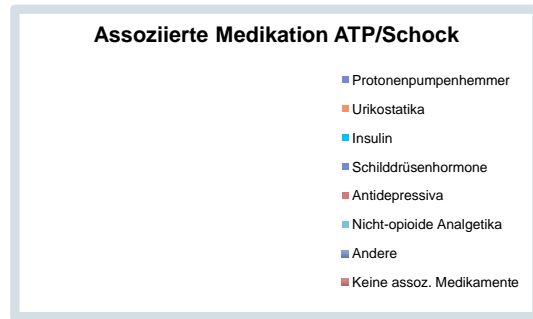 Assoziierte Medikation ATP/Schock
Protonenpumpenhemmer
Urikostatika
Insulin
Schilddrüsenhormone
Antidepressiva
Nicht-opioide Analgetika
Andere
Keine assoz. Medikamente